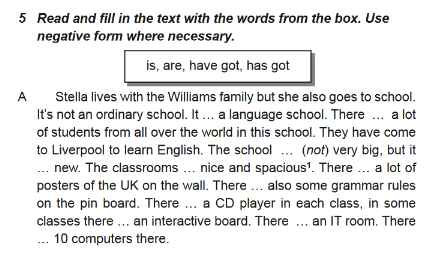 5 Read and fill in the text with the words from the box. Use
negative form where necessary.
is, are, have got, has got
A Stella lives with the Williams family but she also goes to school.
It's not an ordinary school. It … a language school. There … a lot
of students from all over the world in this school. They have come
to Liverpool to learn English. The school … (not) very big, but it
… new. The classrooms … nice and spacious¹. There … a lot of
posters of the UK on the wall. There … also some grammar rules
on the pin board. There … a CD player in each class, in some
classes there … an interactive board. There … an IT room. There
… 10 computers there.